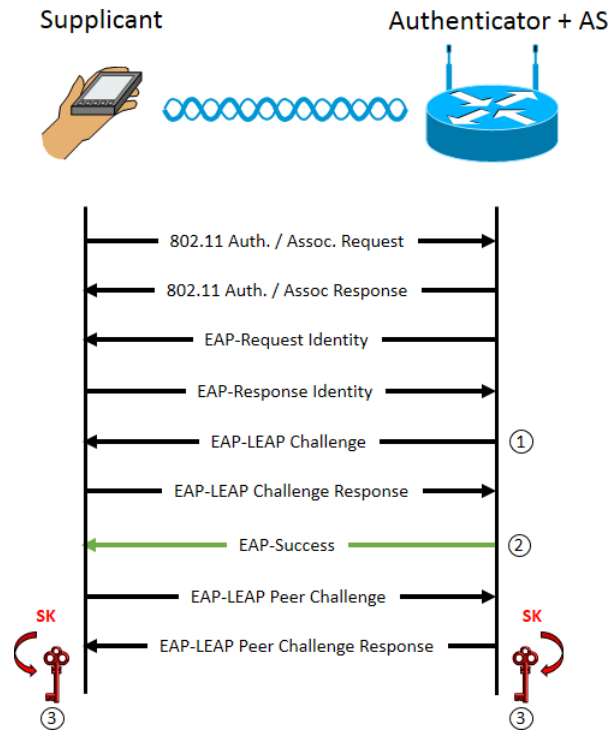 Supplicant
Authenticator + AS
802.11 Auth. / Assoc. Request
802.11 Auth. / Assoc Response
EAP-Request Identity
EAP-Response Identity
EAP-LEAP Challenge
1
EAP-LEAP Challenge Response
EAP-Success
2
EAP-LEAP Peer Challenge
SK
SK
EAP-LEAP Peer Challenge Response
3
3